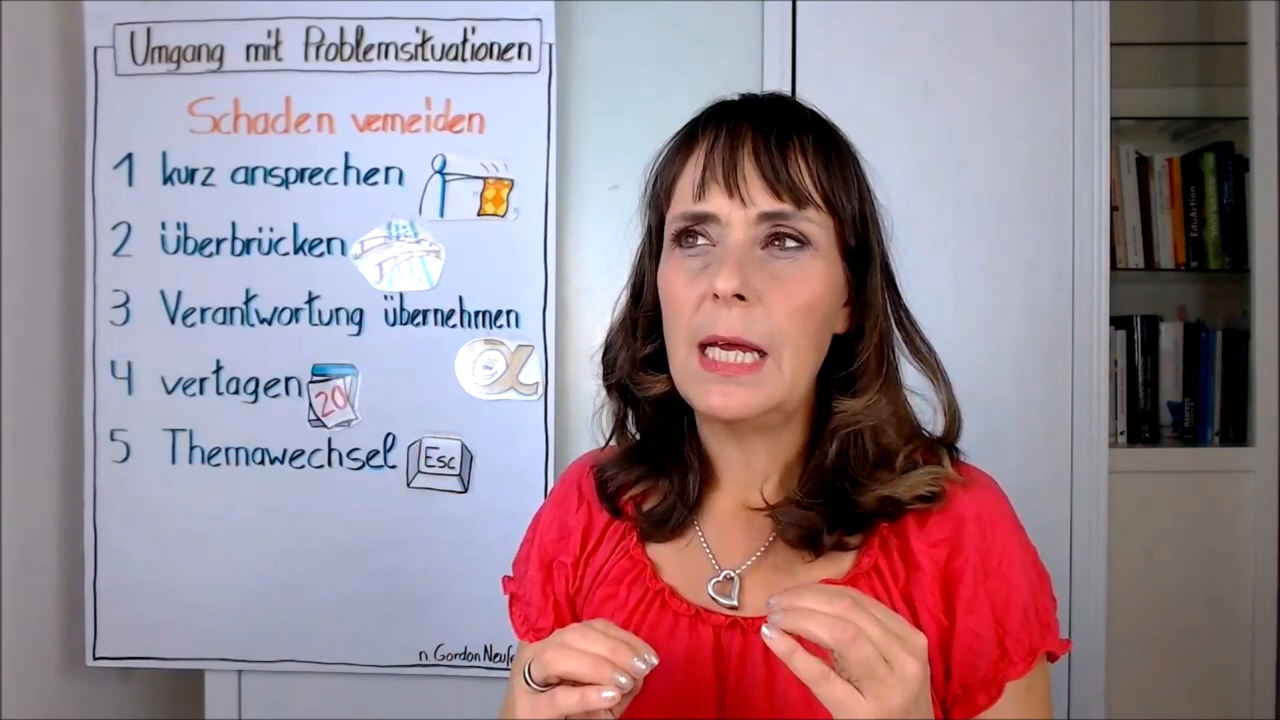 Umgang mit Problemsituationen
Schaden vermeiden
1 kurz ansprechen
2 Überbrücken
3 Verantwortung übernehmen
4 vertagen
20
5 Themawechsel
Esc
n. Gordon
EduAction